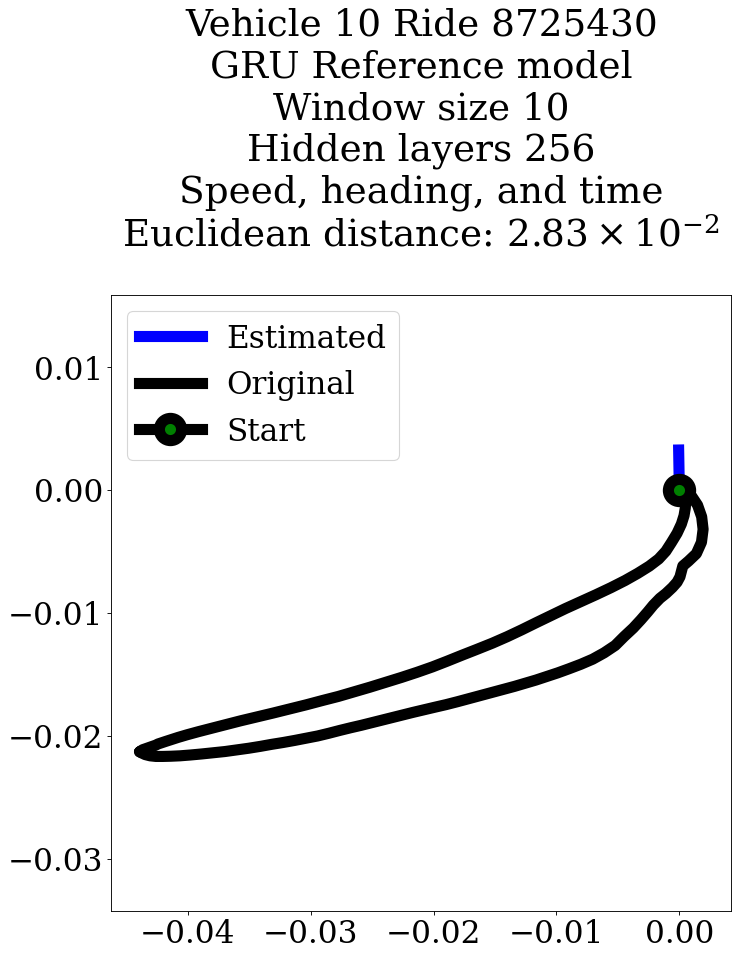 Vehicle 10 Ride 8725430
GRU Reference model
Window size 10
Hidden layers 256
Speed, heading, and time
Euclidean distance: 2.83 × 10⁻²
Estimated
Original
Start
0.01
0.00
−0.01
−0.02
−0.03
−0.04 −0.03 −0.02 −0.01 0.00